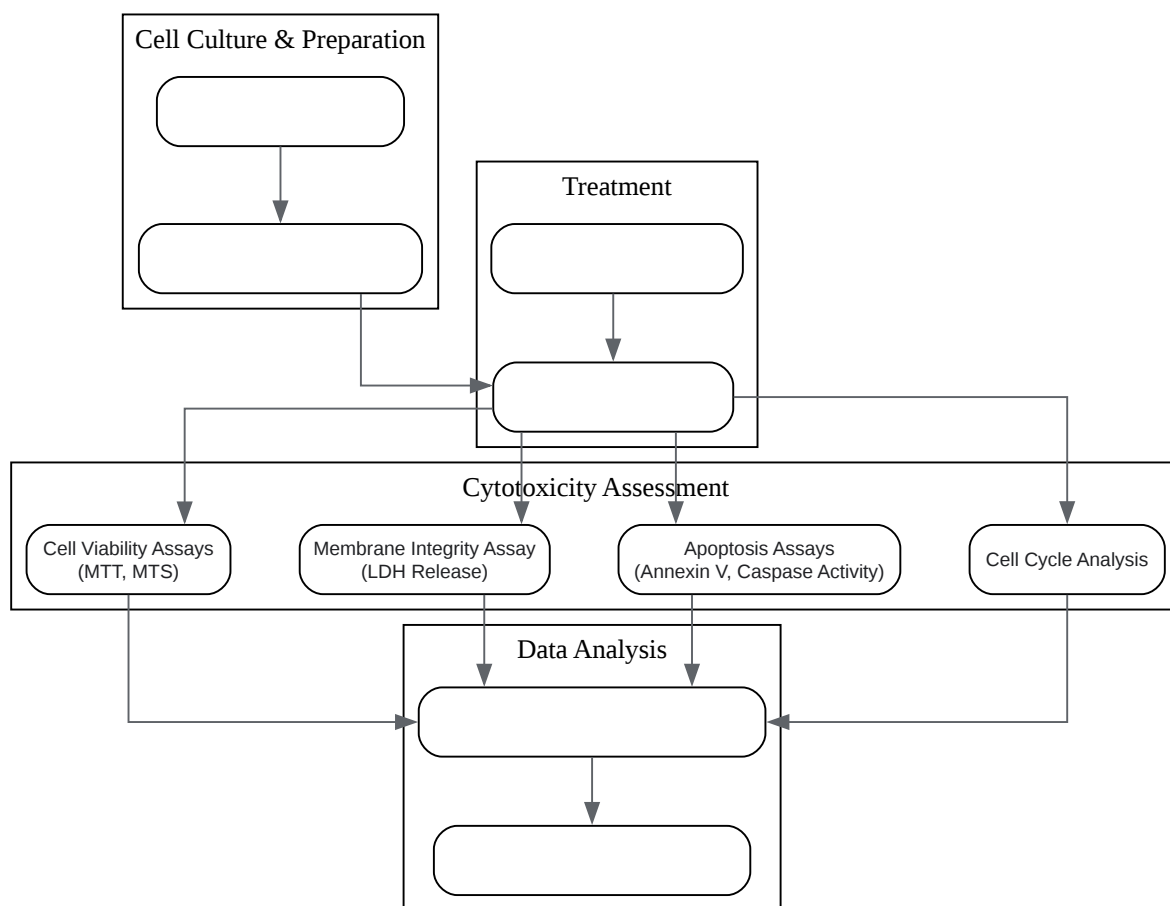 Cell Culture & Preparation
Treatment
Cytotoxicity Assessment
Cell Viability Assays
(MTT, MTS)
Membrane Integrity Assay
(LDH Release)
Apoptosis Assays
(Annexin V, Caspase Activity)
Cell Cycle Analysis
Data Analysis